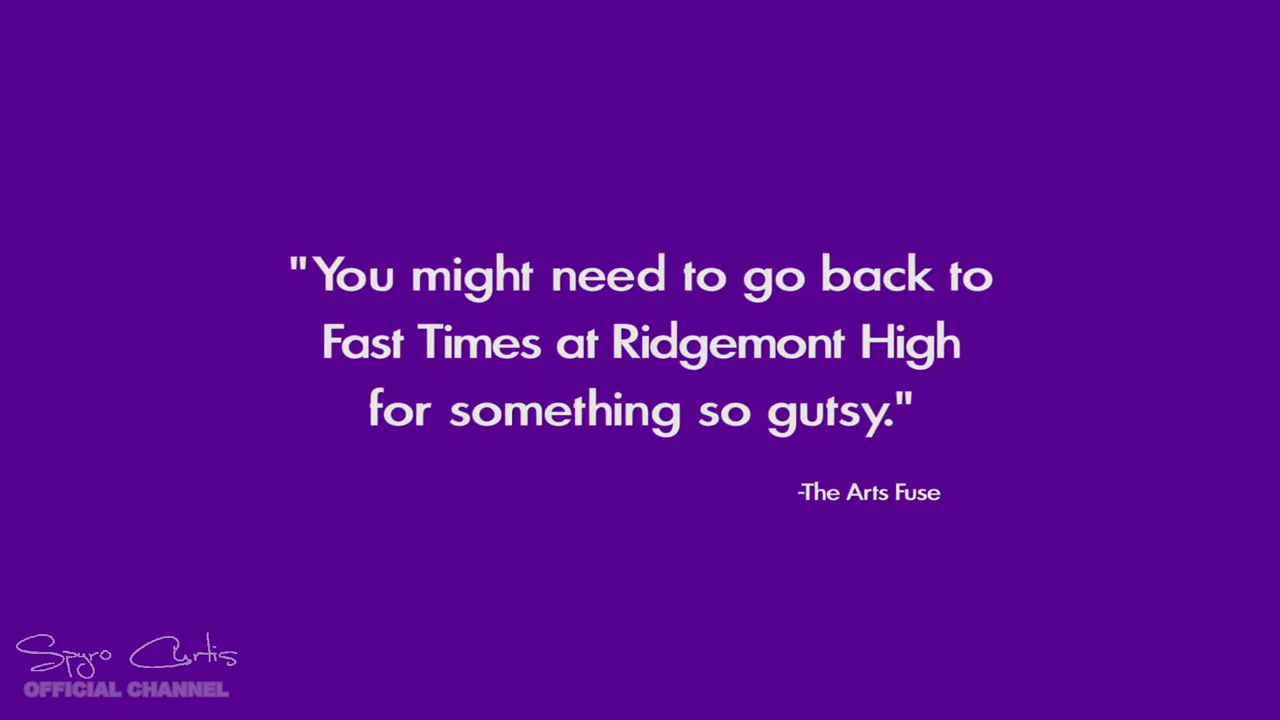 "You might need to go back to
Fast Times at Ridgemont High
for something so gutsy."
-The Arts Fuse
Spyro Curtis
OFFICIAL CHANNEL